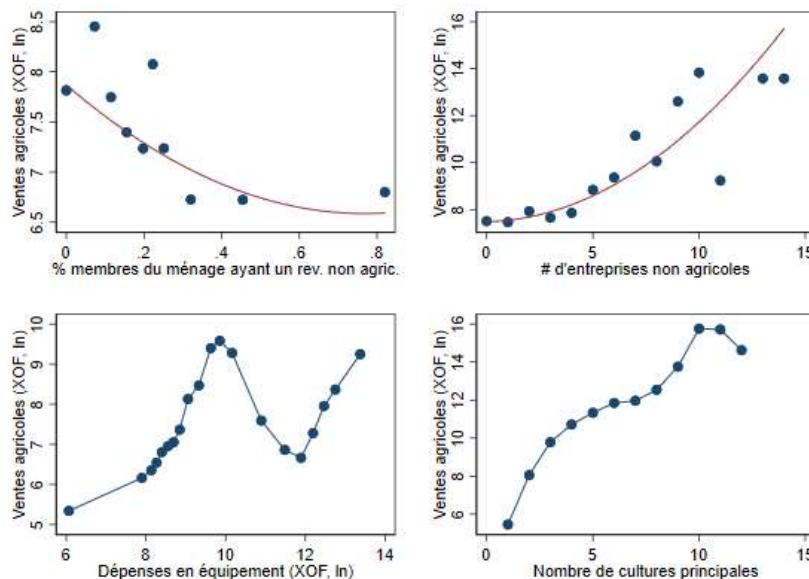 Ventes agricoles (XOF, ln)
8.5
8
7.5
7
6.5
0 .2 .4 .6 .8
% membres du ménage ayant un rev. non agric.
Ventes agricoles (XOF, ln)
16
14
12
10
8
0 5 10 15
# d'entreprises non agricoles
Ventes agricoles (XOF, ln)
10
9
8
7
6
5
6 8 10 12 14
Dépenses en équipement (XOF, ln)
Ventes agricoles (XOF, ln)
16
14
12
10
8
6
0 5 10 15
Nombre de cultures principales